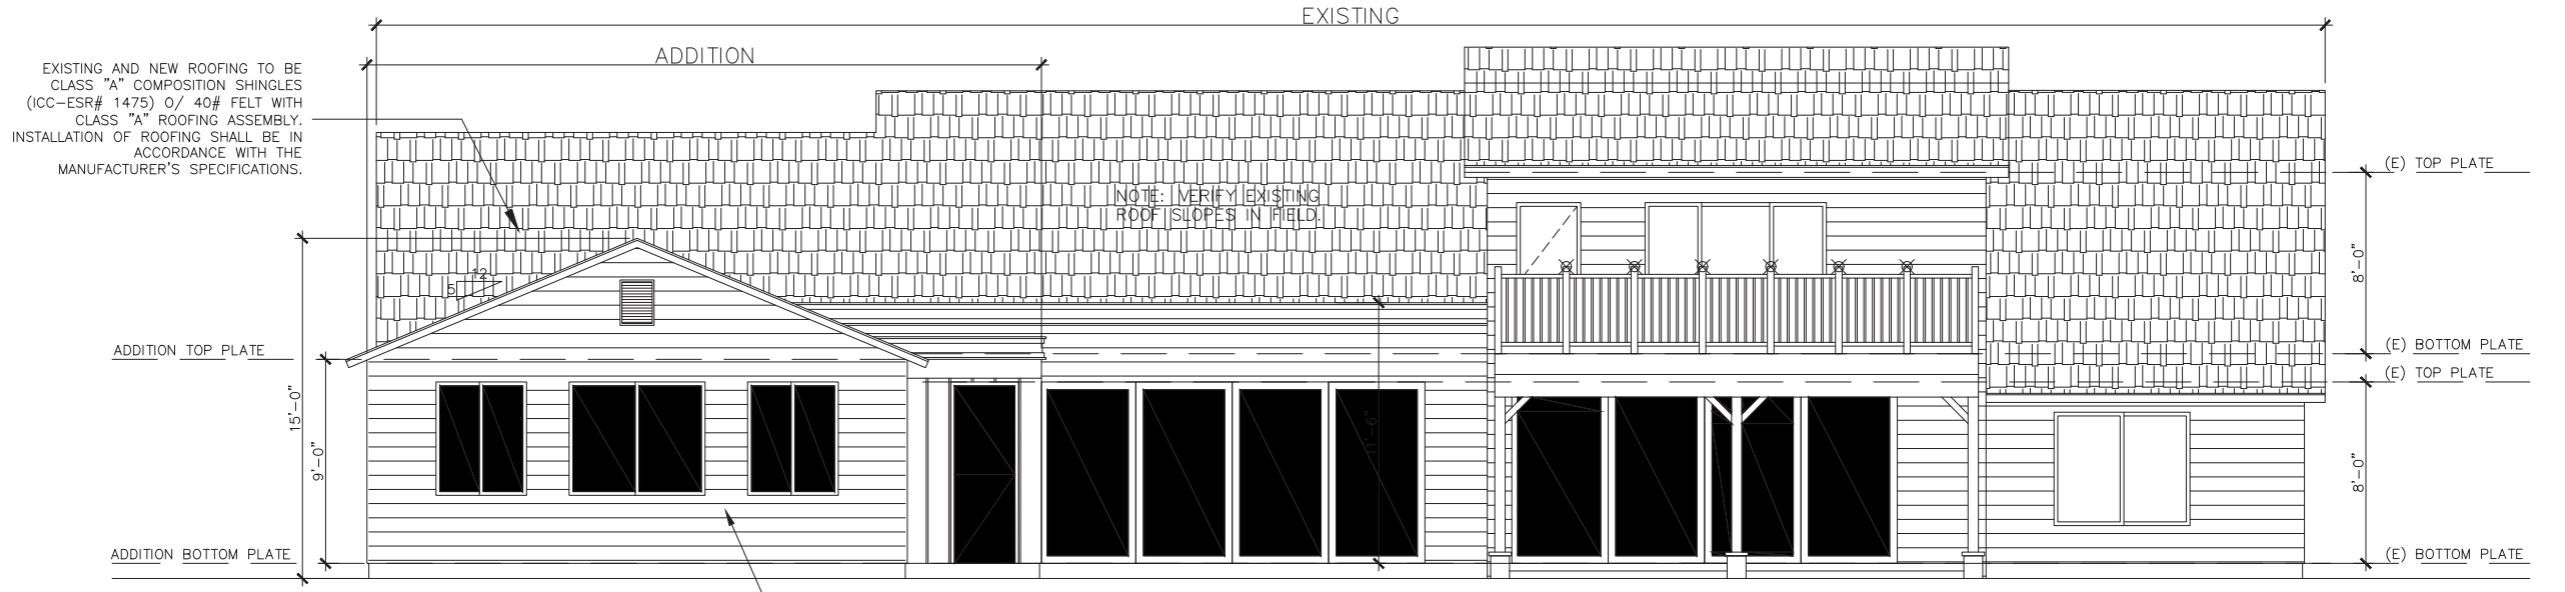 EXISTING
ADDITION
EXISTING AND NEW ROOFING TO BE
CLASS "A" COMPOSITION SHINGLES
(ICC-ESR# 1475) O/ 40# FELT WITH
CLASS "A" ROOFING ASSEMBLY.
INSTALLATION OF ROOFING SHALL BE IN
ACCORDANCE WITH THE
MANUFACTURER'S SPECIFICATIONS.
NOTE: VERIFY EXISTING
ROOF SLOPES IN FIELD.
(E) TOP PLATE
8'-0"
12
5
ADDITION TOP PLATE
(E) BOTTOM PLATE
(E) TOP PLATE
15'-0"
9'-0"
11'-6"
8'-0"
ADDITION BOTTOM PLATE
(E) BOTTOM PLATE